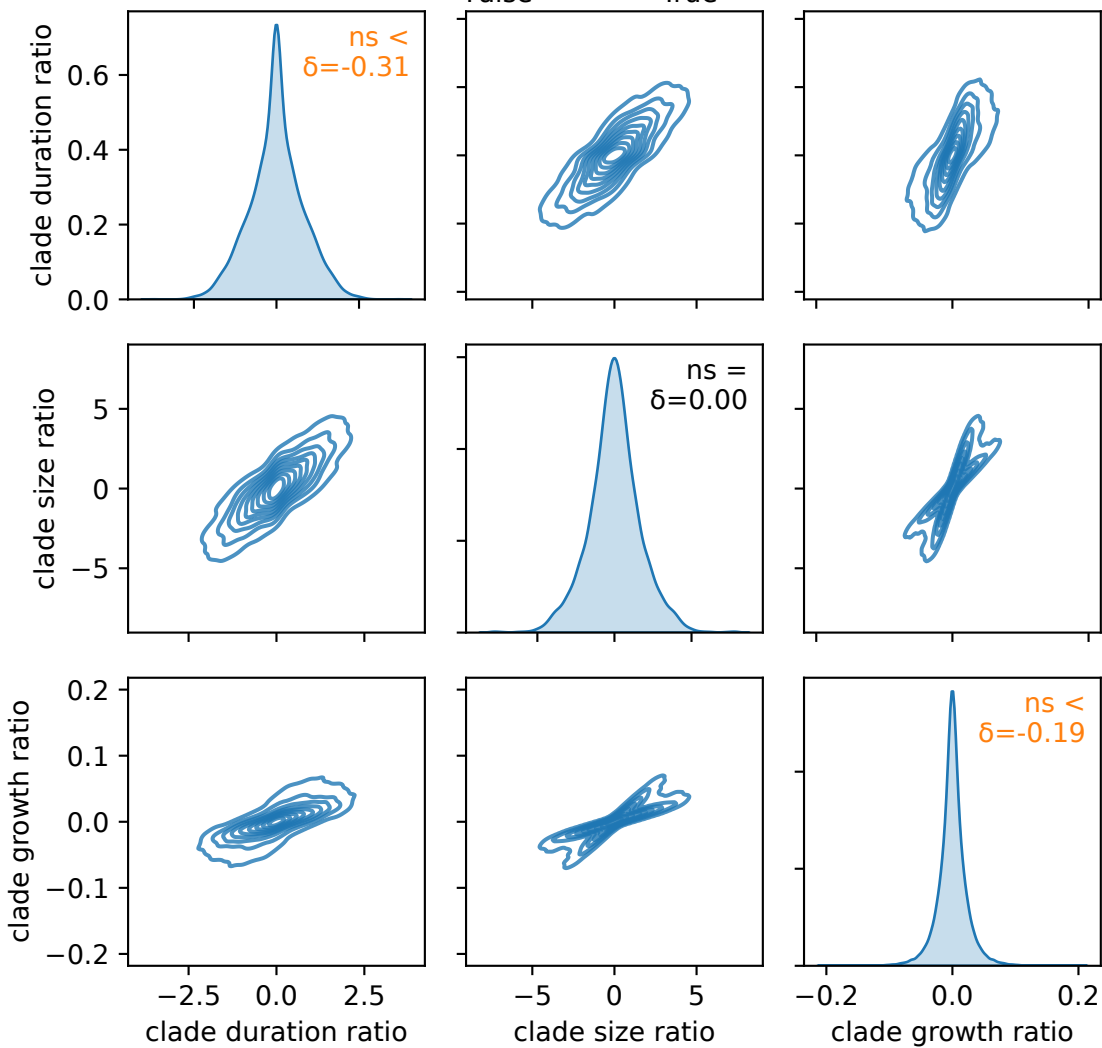 clade duration ratio
0.6
0.4
0.2
0.0
ns <
δ=-0.31
clade size ratio
5
0
−5
ns =
δ=0.00
clade growth ratio
0.2
0.1
0.0
−0.1
−0.2
ns <
δ=-0.19
−2.5 0.0 2.5
−5 0 5
−0.2 0.0 0.2
clade duration ratio
clade size ratio
clade growth ratio